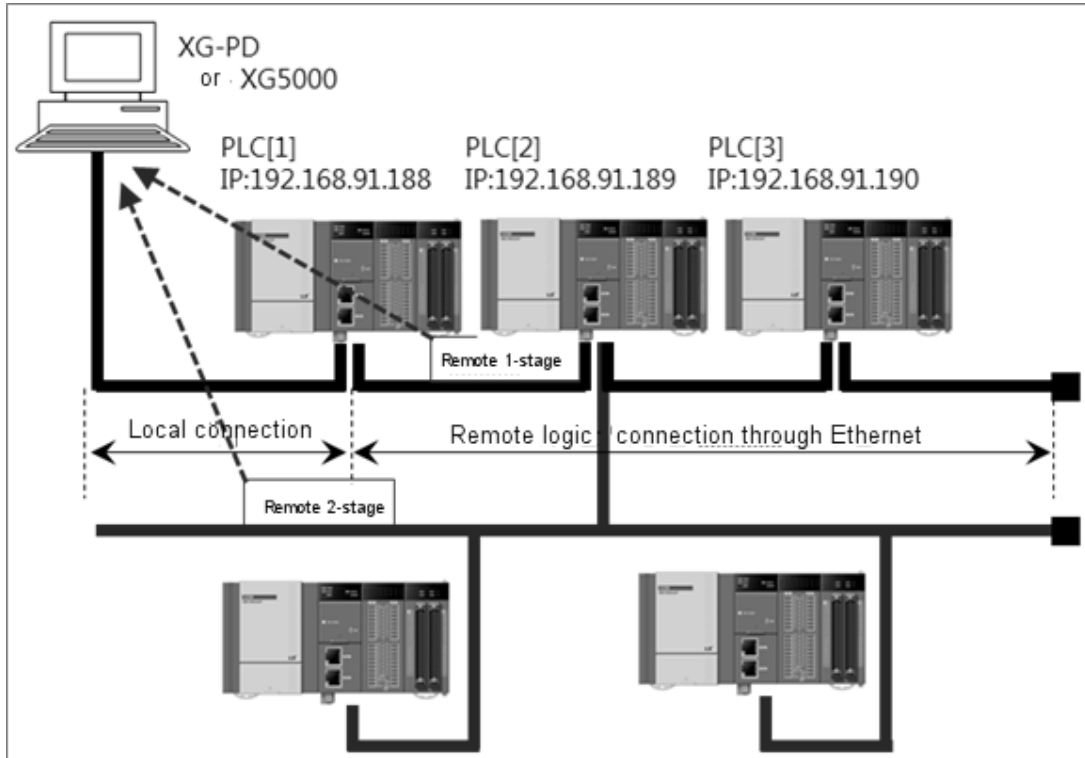 XG-PD
or XG5000
PLC[1]
IP:192.168.91.188
PLC[2]
IP:192.168.91.189
PLC[3]
IP:192.168.91.190
Remote 1-stage
Local connection
Remote logic connection through Ethernet
Remote 2-stage